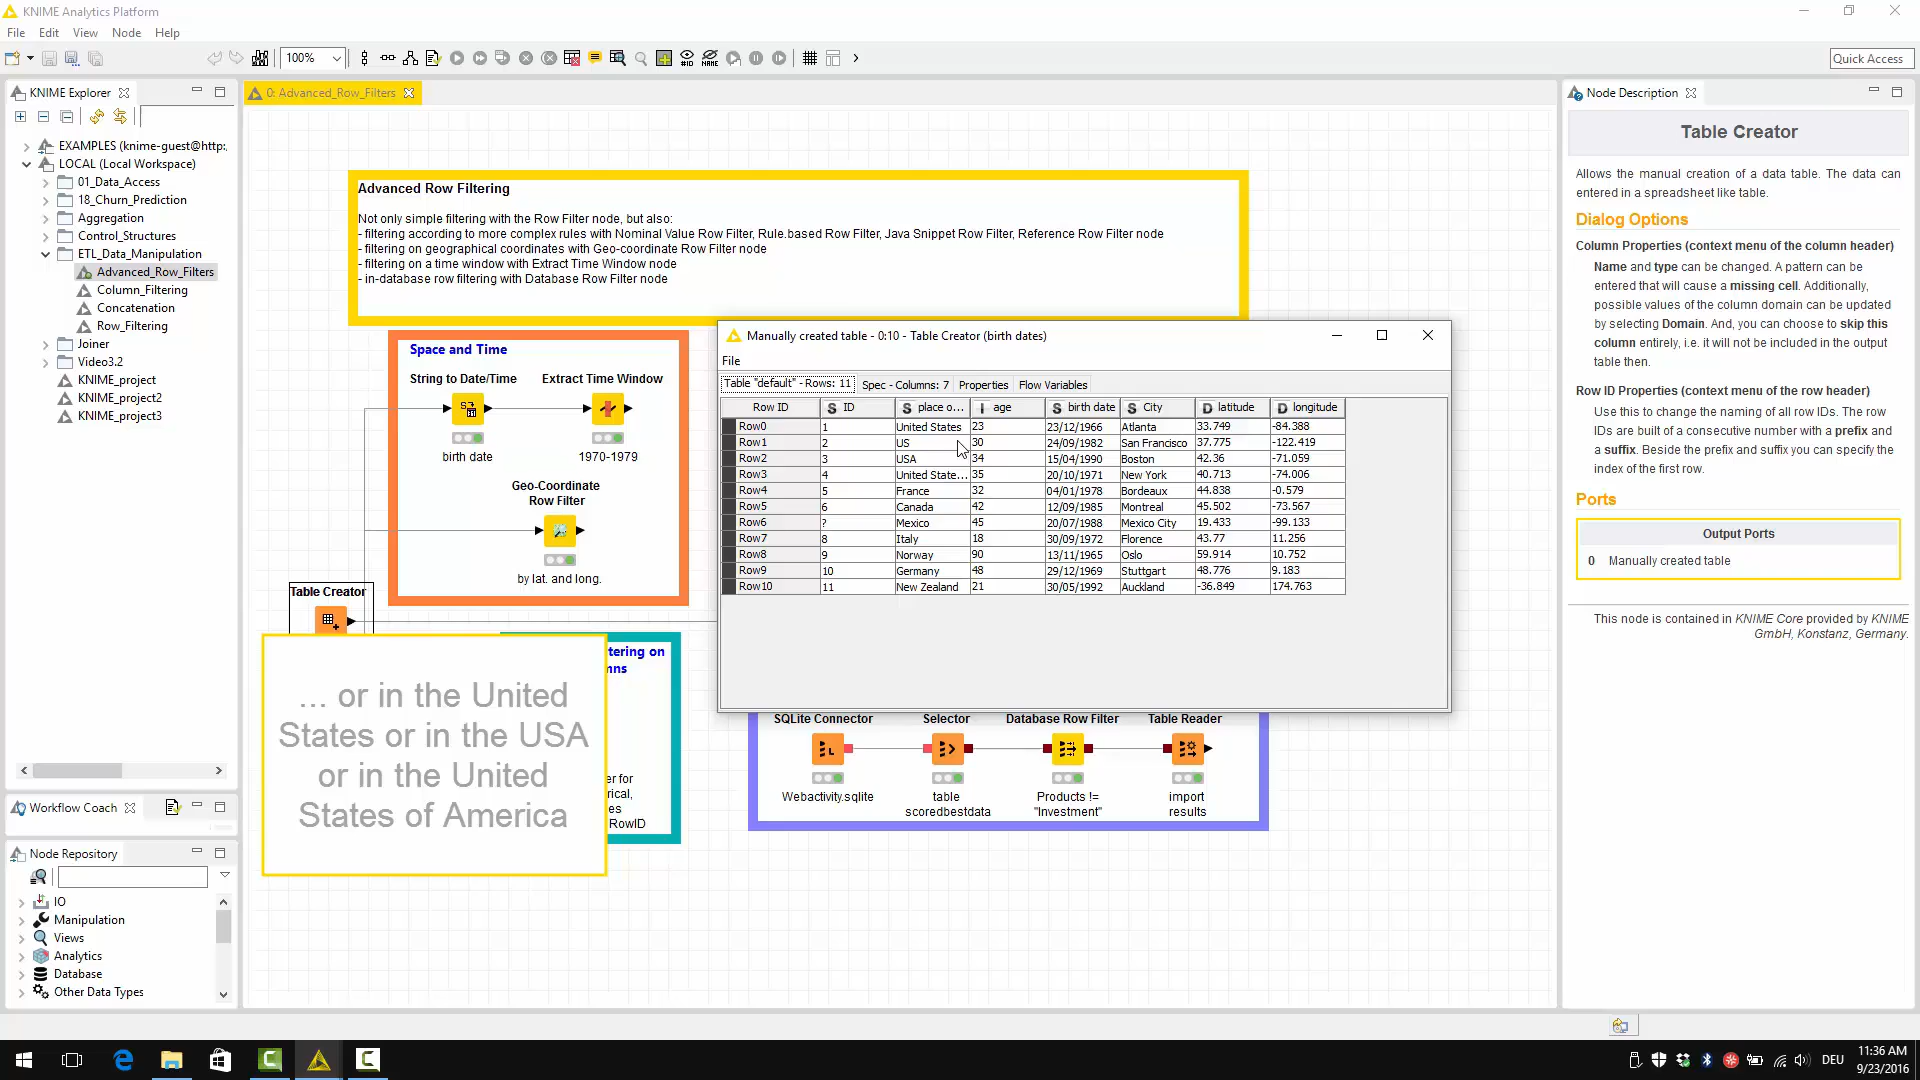 KNIME Analytics Platform
File Edit View Node Help
100%
Quick Access
KNIME Explorer
EXAMPLES (knime-guest@http:
LOCAL (Local Workspace)
01_Data_Access
18_Churn_Prediction
Aggregation
Control_Structures
ETL_Data_Manipulation
Advanced_Row_Filters
Column_Filtering
Concatenation
Row_Filtering
Joiner
Video3.2
KNIME_project
KNIME_project2
KNIME_project3
Workflow Coach
Node Repository
IO
Manipulation
Views
Analytics
Database
Other Data Types
0: Advanced_Row_Filters
Advanced Row Filtering
Not only simple filtering with the Row Filter node, but also:
- filtering according to more complex rules with Nominal Value Row Filter, Rule.based Row Filter, Java Snippet Row Filter, Reference Row Filter node
- filtering on geographical coordinates with Geo-coordinate Row Filter node
- filtering on a time window with Extract Time Window node
- in-database row filtering with Database Row Filter node
Space and Time
String to Date/Time Extract Time Window
birth date 1970-1979
Geo-Coordinate
Row Filter
by lat. and long.
Table Creator
tering on
nns
er for
rical,
es
RowID
... or in the United
States or in the USA
or in the United
States of America
Manually created table - 0:10 - Table Creator (birth dates)
File
Table "default" - Rows: 11 Spec - Columns: 7 Properties Flow Variables
Row ID S ID S place o... I age S birth date S City D latitude D longitude
Row0 1 United States 23 23/12/1966 Atlanta 33.749 -84.388
Row1 2 US 30 24/09/1982 San Francisco 37.775 -122.419
Row2 3 USA 34 15/04/1990 Boston 42.36 -71.059
Row3 4 United State... 35 20/10/1971 New York 40.713 -74.006
Row4 5 France 32 04/01/1978 Bordeaux 44.838 -0.579
Row5 6 Canada 42 12/09/1985 Montreal 45.502 -73.567
Row6 ? Mexico 45 20/07/1988 Mexico City 19.433 -99.133
Row7 8 Italy 18 30/09/1972 Florence 43.77 11.256
Row8 9 Norway 90 13/11/1965 Oslo 59.914 10.752
Row9 10 Germany 48 29/12/1969 Stuttgart 48.776 9.183
Row10 11 New Zealand 21 30/05/1992 Auckland -36.849 174.763
SQLite Connector Selector Database Row Filter Table Reader
Webactivity.sqlite table Products != import
scoredbestdata "Investment" results
Node Description
Table Creator
Allows the manual creation of a data table. The data can
entered in a spreadsheet like table.
Dialog Options
Column Properties (context menu of the column header)
Name and type can be changed. A pattern can be
entered that will cause a missing cell. Additionally,
possible values of the column domain can be updated
by selecting Domain. And, you can choose to skip this
column entirely, i.e. it will not be included in the output
table then.
Row ID Properties (context menu of the row header)
Use this to change the naming of all row IDs. The row
IDs are built of a consecutive number with a prefix and
a suffix. Beside the prefix and suffix you can specify the
index of the first row.
Ports
Output Ports
0 Manually created table
This node is contained in KNIME Core provided by KNIME
GmbH, Konstanz, Germany.
DEU
11:36 AM
9/23/2016